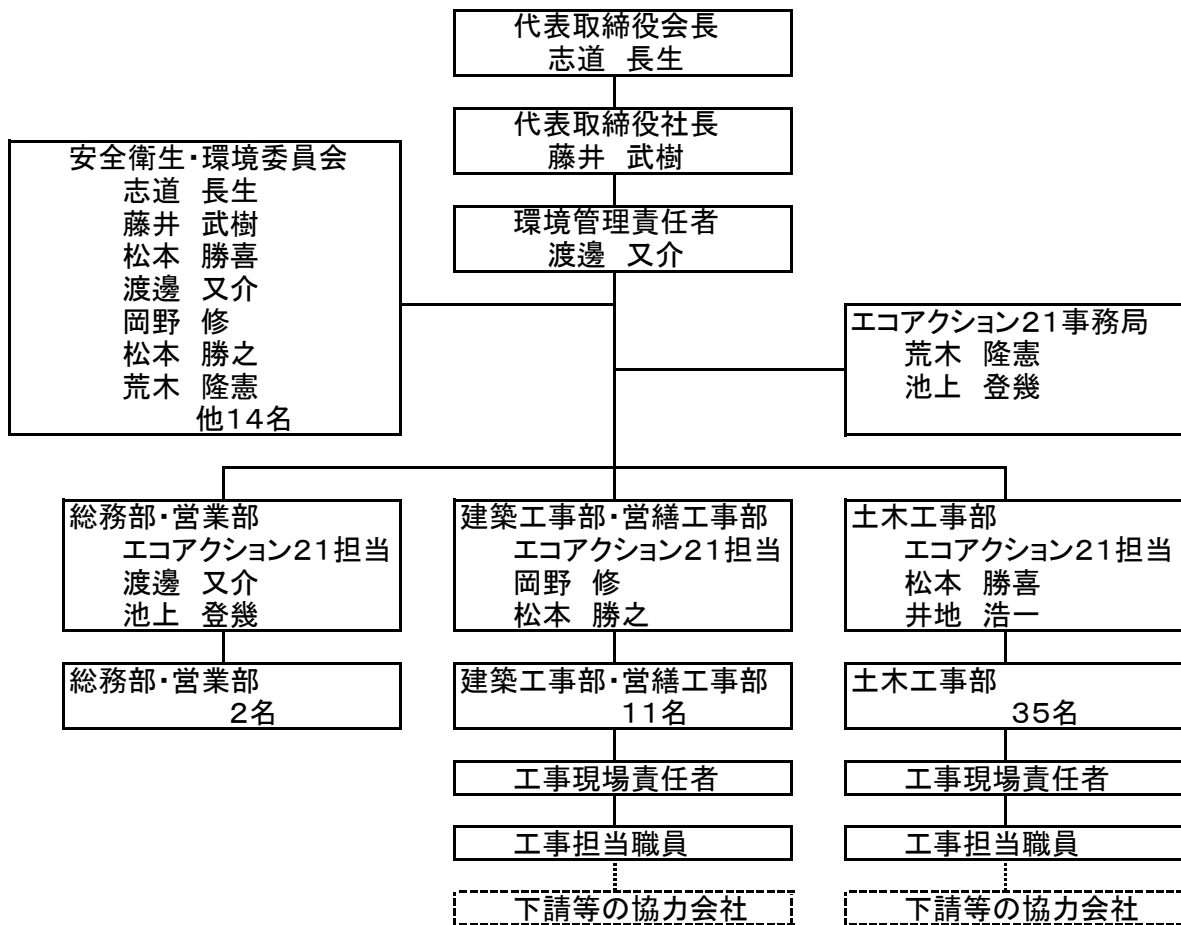 代表取締役会長
志道 長生
代表取締役社長
藤井 武樹
安全衛生・環境委員会
志道 長生
藤井 武樹
松本 勝喜
渡邊 又介
岡野 修
松本 勝之
荒木 隆憲
他14名
環境管理責任者
渡邊 又介
エコアクション21事務局
荒木 隆憲
池上 登幾
総務部・営業部
エコアクション21担当
渡邊 又介
池上 登幾
建築工事部・営繕工事部
エコアクション21担当
岡野 修
松本 勝之
土木工事部
エコアクション21担当
松本 勝喜
井地 浩一
総務部・営業部
2名
建築工事部・営繕工事部
11名
土木工事部
35名
工事現場責任者
工事現場責任者
工事担当職員
工事担当職員
下請等の協力会社
下請等の協力会社